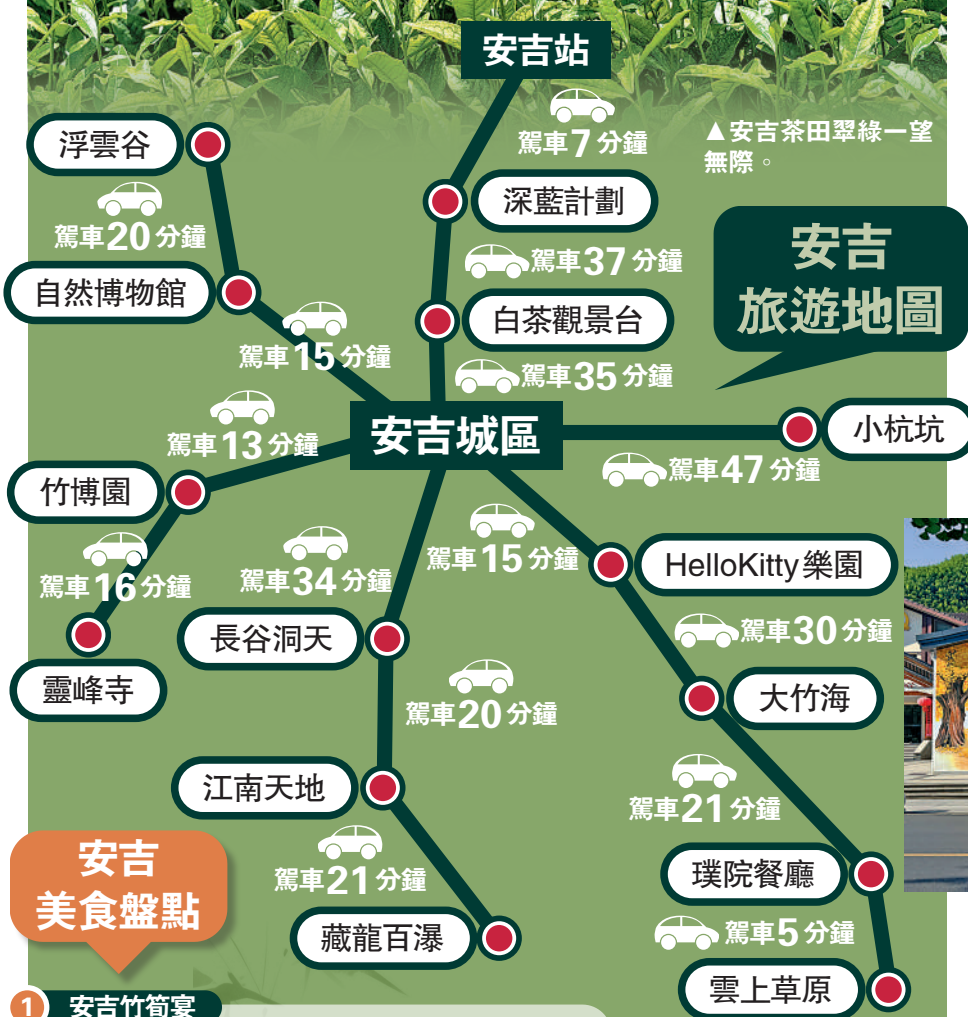 安吉站
駕車7分鐘
▲安吉茶田翠綠一望
無際。
浮雲谷
深藍計劃
駕車20分鐘
駕車37分鐘
安吉
旅遊地圖
自然博物館
白茶觀景台
駕車15分鐘
駕車35分鐘
駕車13分鐘
安吉城區
小杭坑
駕車47分鐘
竹博園
駕車16分鐘
駕車34分鐘
駕車15分鐘
HelloKitty樂園
長谷洞天
駕車30分鐘
靈峰寺
駕車20分鐘
大竹海
江南天地
駕車21分鐘
安吉
美食盤點
駕車21分鐘
璞院餐廳
藏龍百瀑
駕車5分鐘
雲上草原
1 安吉竹筍宴